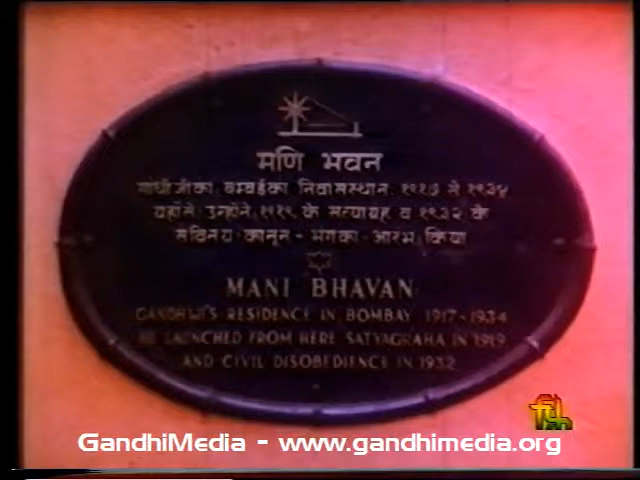 मणि भवन
गांधीजीका बम्बईका निवासस्थान १९१७ से १९३४
यहाँसे उन्होंने १९१९ के सत्याग्रह व १९३२ के
सविनय-कानून-भंगका आरंभ किया
MANI BHAVAN
GANDHIJI'S RESIDENCE IN BOMBAY 1917-1934
HE LAUNCHED FROM HERE SATYAGRAHA IN 1919
AND CIVIL DISOBEDIENCE IN 1932
GandhiMedia - www.gandhimedia.org